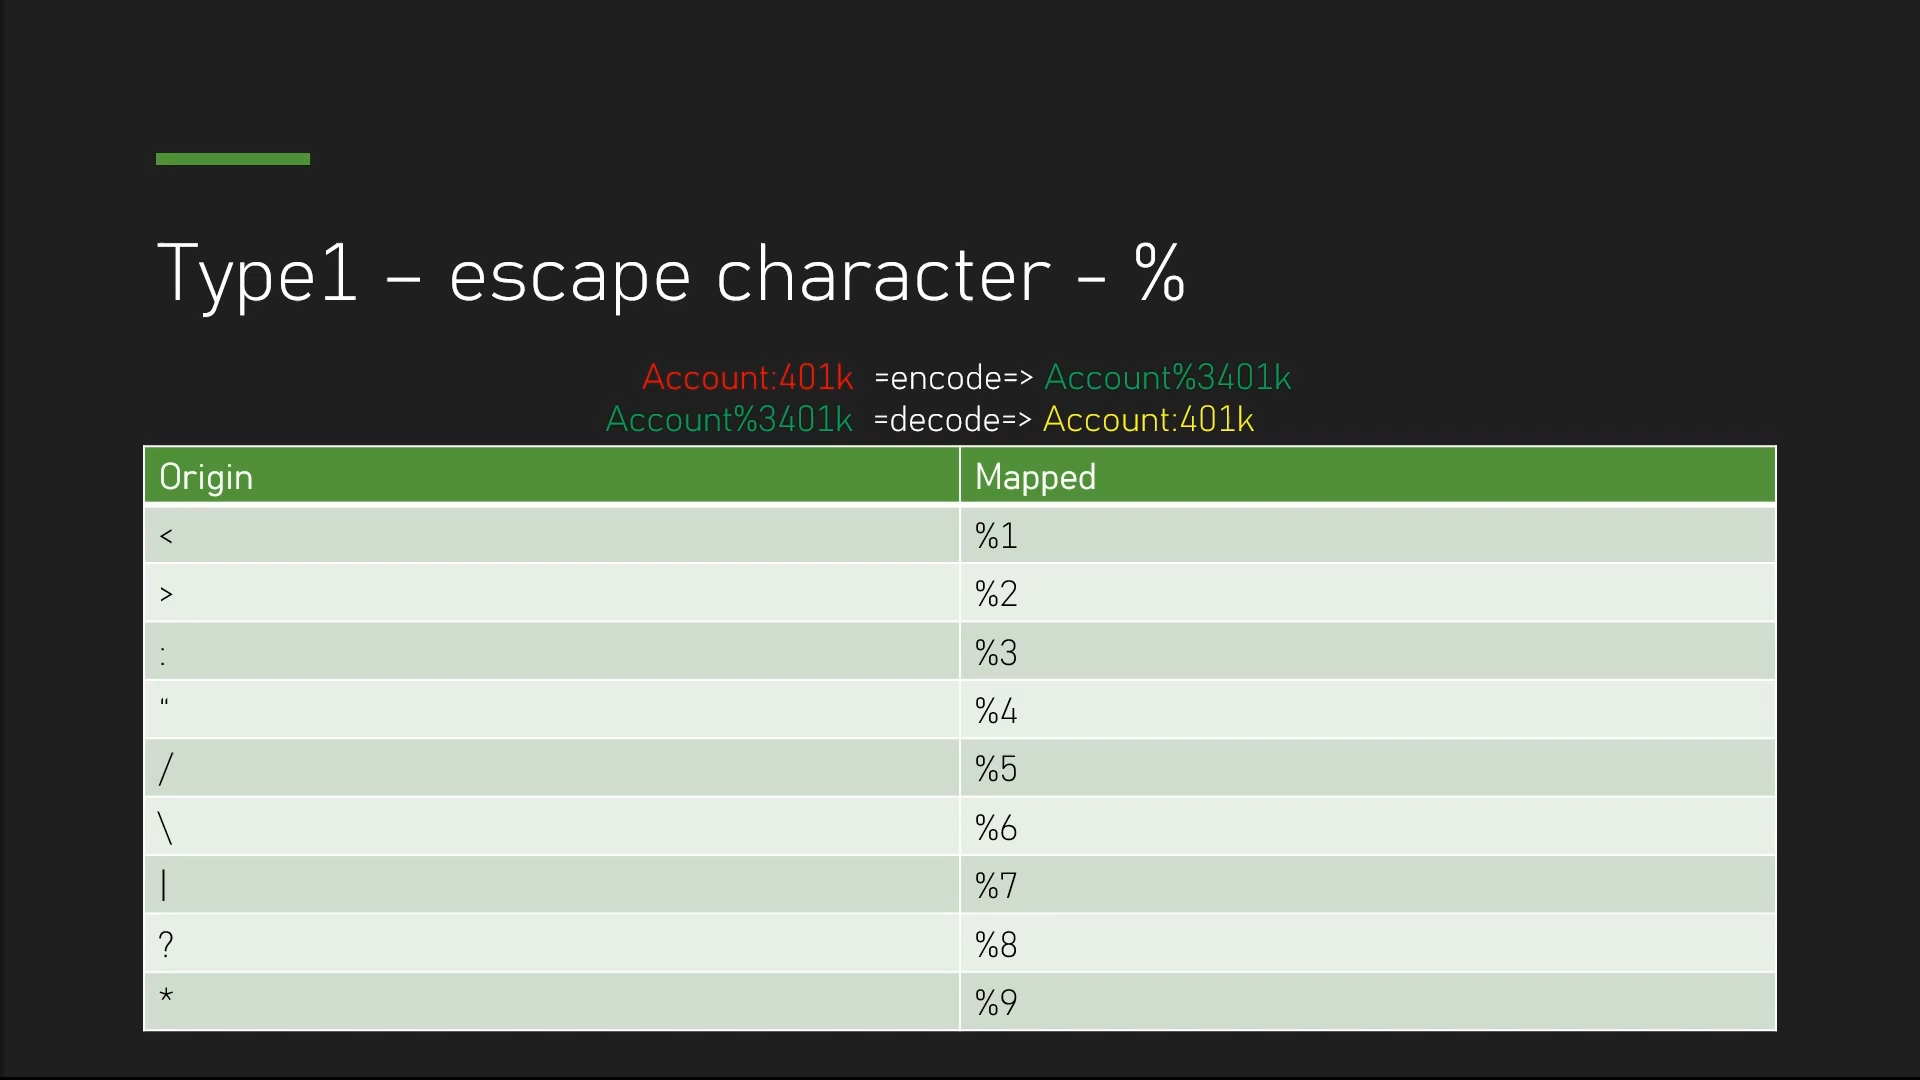 Type1 – escape character - %
Account:401k =encode=> Account%3401k
Account%3401k =decode=> Account:401k
Origin Mapped
< %1
> %2
: %3
“ %4
/ %5
\ %6
| %7
? %8
* %9